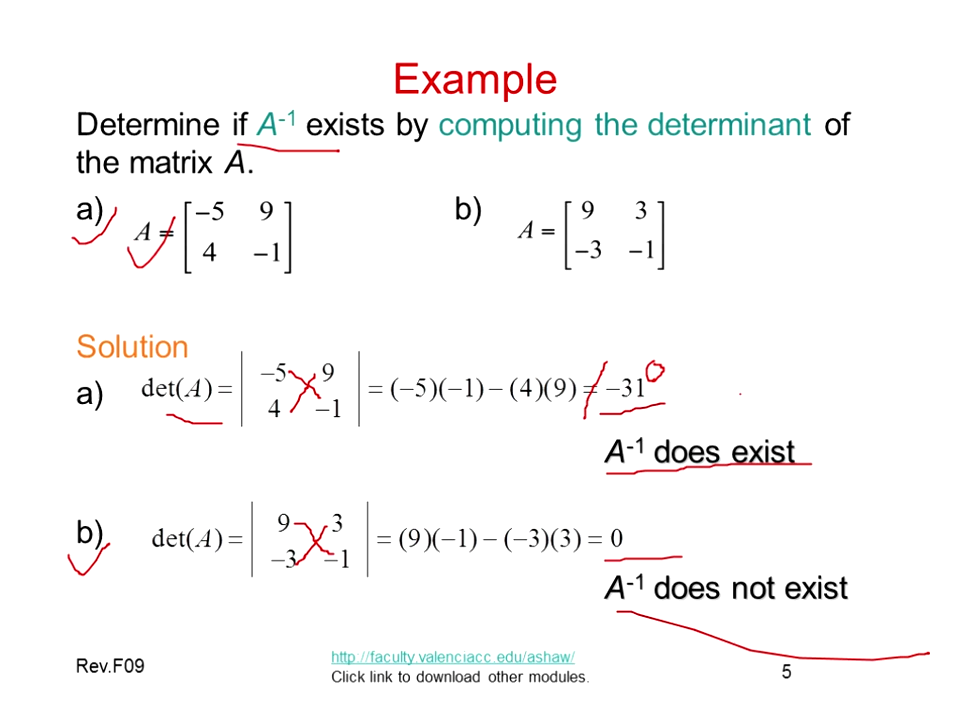 Example
Determine if A⁻¹ exists by computing the determinant of
the matrix A.
a) A = [−5 9; 4 −1] b) A = [9 3; −3 −1]
Solution
a) det(A) = |−5 9; 4 −1| = (−5)(−1) − (4)(9) = −31 0
A⁻¹ does exist
b) det(A) = |9 3; −3 −1| = (9)(−1) − (−3)(3) = 0
A⁻¹ does not exist
Rev.F09
http://faculty.valenciacc.edu/ashaw/
Click link to download other modules.
5